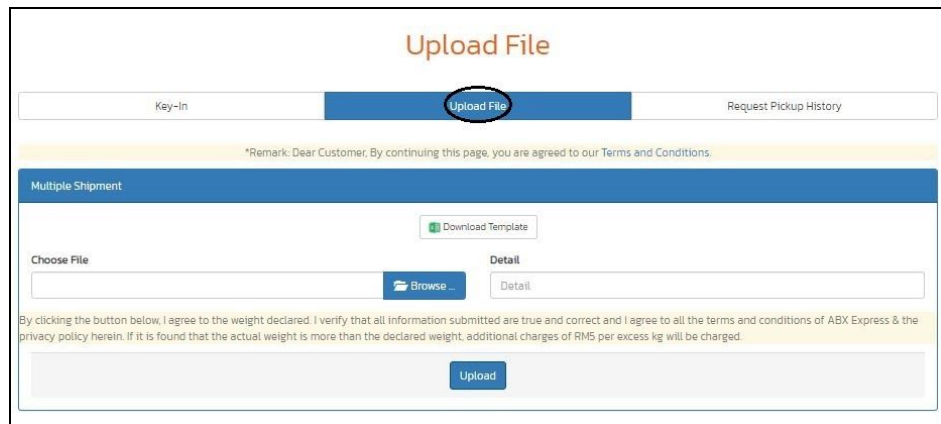 Upload File
Key-In
Upload File
Request Pickup History
*Remark: Dear Customer, By continuing this page, you are agreed to our Terms and Conditions.
Multiple Shipment
Download Template
Choose File
Detail
Browse ...
Detail
By clicking the button below, I agree to the weight declared. I verify that all information submitted are true and correct and I agree to all the terms and conditions of ABX Express & the
privacy policy herein. If it is found that the actual weight is more than the declared weight, additional charges of RM5 per excess kg will be charged.
Upload